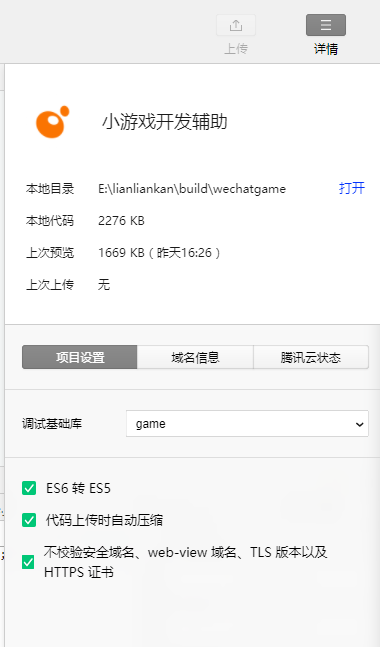 上传
详情
小游戏开发辅助
本地目录 E:\lianliankan\build\wechatgame 打开
本地代码 2276 KB
上次预览 1669 KB ( 昨天16:26 )
上次上传 无
项目设置 域名信息 腾讯云状态
调试基础库 game
ES6 转 ES5
代码上传时自动压缩
不校验安全域名、web-view 域名、TLS 版本以及
HTTPS 证书